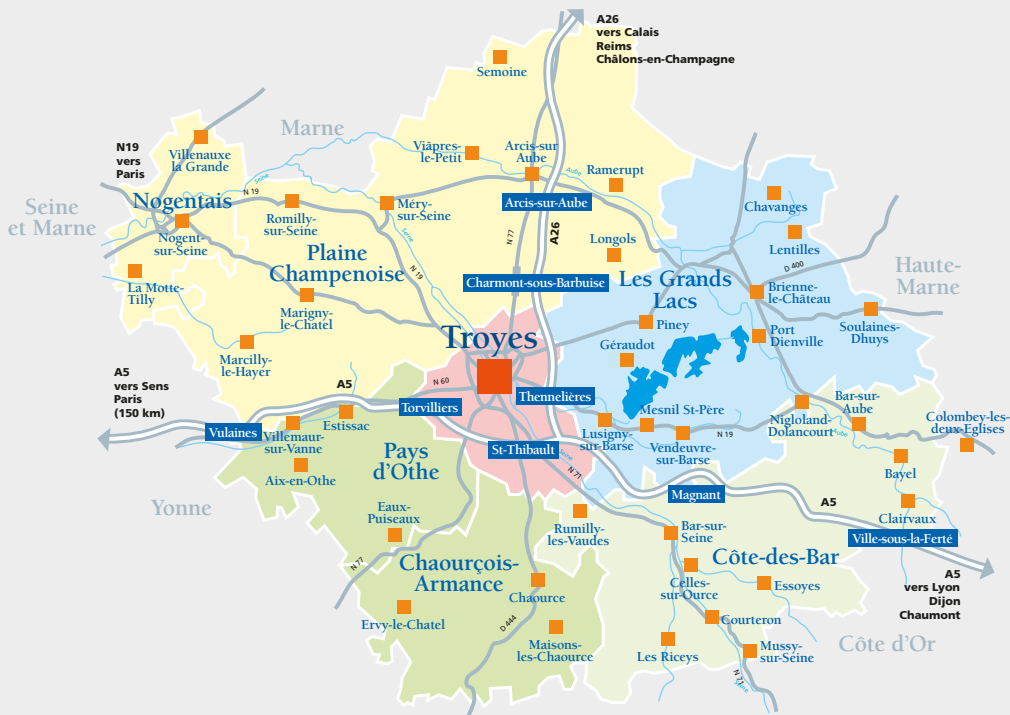 A26
vers Calais
Reims
Châlons-en-Champagne
Semoine
Marne
N19
vers
Paris
Villenauxe
la Grande
Viâpres-
le-Petit
Arcis-sur
Aube
Aube
Ramerupt
Seine
N 19
Nogentais
Seine
et Marne
Nogent-
sur-Seine
Romilly-
sur-Seine
Méry-
sur-Seine
Arcis-sur-Aube
Chavanges
Seine
N 77
A26
Longols
Lentilles
Plaine
Champenoise
N 19
D 400
Haute-
Marne
La Motte-
Tilly
Charmont-sous-Barbuise
Les Grands
Lacs
Brienne-
le-Château
Marigny-
le-Chatel
Piney
Port
Dienville
Soulaines-
Dhuys
Troyes
Géraudot
Marcilly-
le-Hayer
A5
vers Sens
Paris
(150 km)
A5
N 60
Torvilliers
Thennelières
Mesnil St-Père
Nigloland-
Dolancourt
Bar-sur-
Aube
Aube
Colombey-les-
deux-Eglises
Vulaines
Villemaur-
sur-Vanne
Estissac
Lusigny-
sur-Barse
Vendeuvre-
sur-Barse
N 19
Pays
d'Othe
St-Thibault
Seine
N 71
Aix-en-Othe
Bayel
Yonne
Magnant
A5
Clairvaux
Eaux-
Puiseaux
Rumilly-
les-Vaudes
Bar-sur-
Seine
Ville-sous-la-Ferté
N 77
Chaourçois-
Armance
Côte-des-Bar
Chaource
Celles-
sur-Ource
Essoyes
A5
vers Lyon
Dijon
Chaumont
Ervy-le-Chatel
D 444
Courteron
Maisons-
les-Chaource
Les Riceys
Mussy-
sur-Seine
Côte d'Or
N 71
Seine